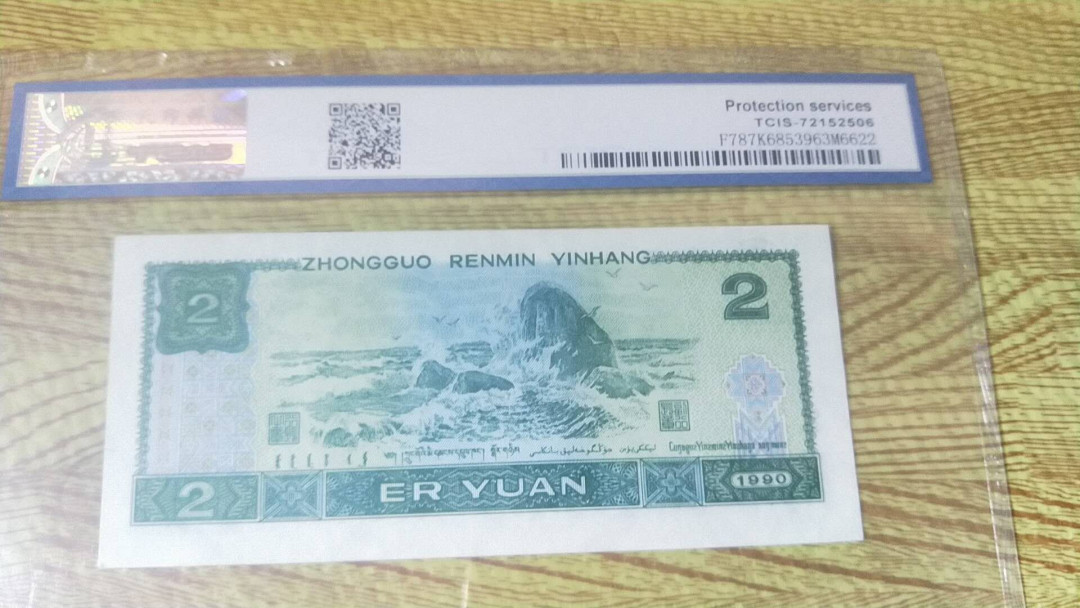 Protection services
TCIS-72152506
F787K6853963M6622
ZHONGGUO RENMIN YINHANG
2
2
2
ER YUAN
1990